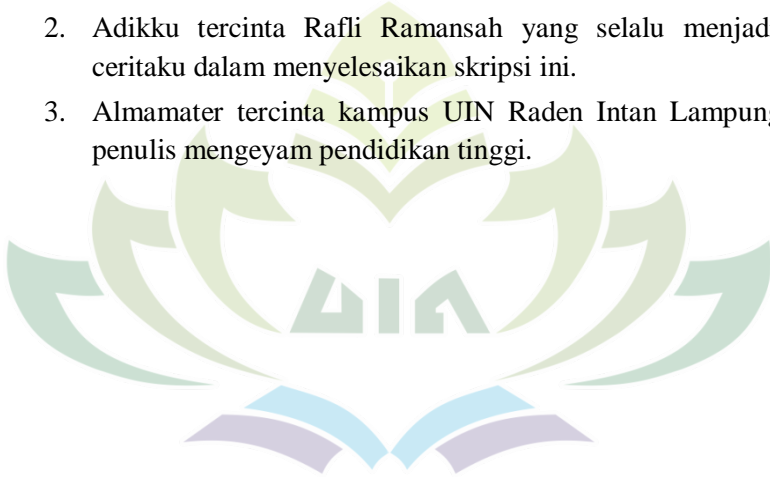 2. Adikku tercinta Rafli Ramansah yang selalu menjad
ceritaku dalam menyelesaikan skripsi ini.
3. Almamater tercinta kampus UIN Raden Intan Lampung
penulis mengeyam pendidikan tinggi.
UIN